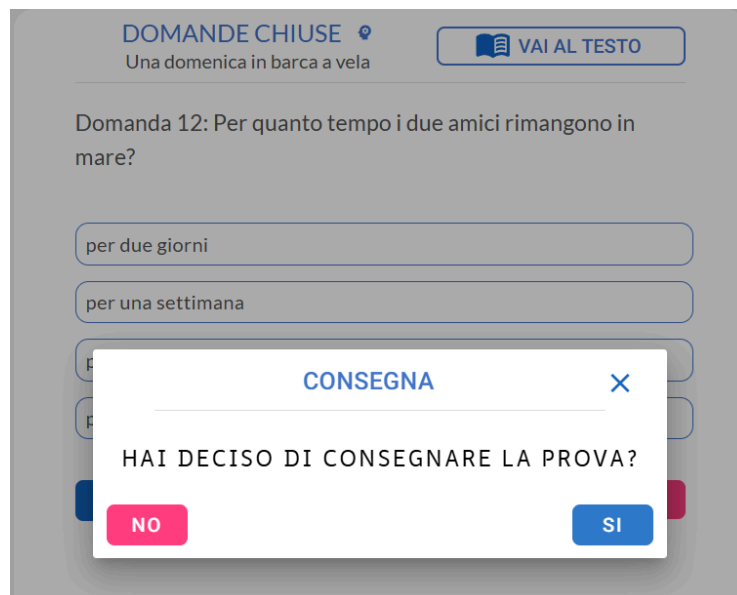 DOMANDE CHIUSE
Una domenica in barca a vela
VAI AL TESTO
Domanda 12: Per quanto tempo i due amici rimangono in
mare?
per due giorni
per una settimana
CONSEGNA
HAI DECISO DI CONSEGNARE LA PROVA?
NO
SI